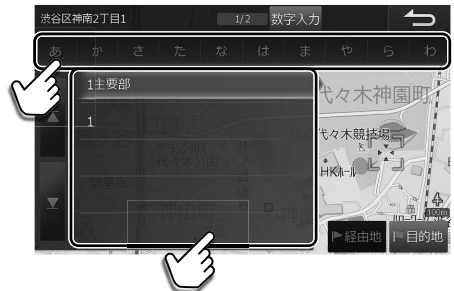 渋谷区神南2丁目1
1/2
数字入力
あ か さ た な は ま や ら わ
1主要部
1
代々木神園町
代々木競技場
HKホール
4
100m
経由地
目的地